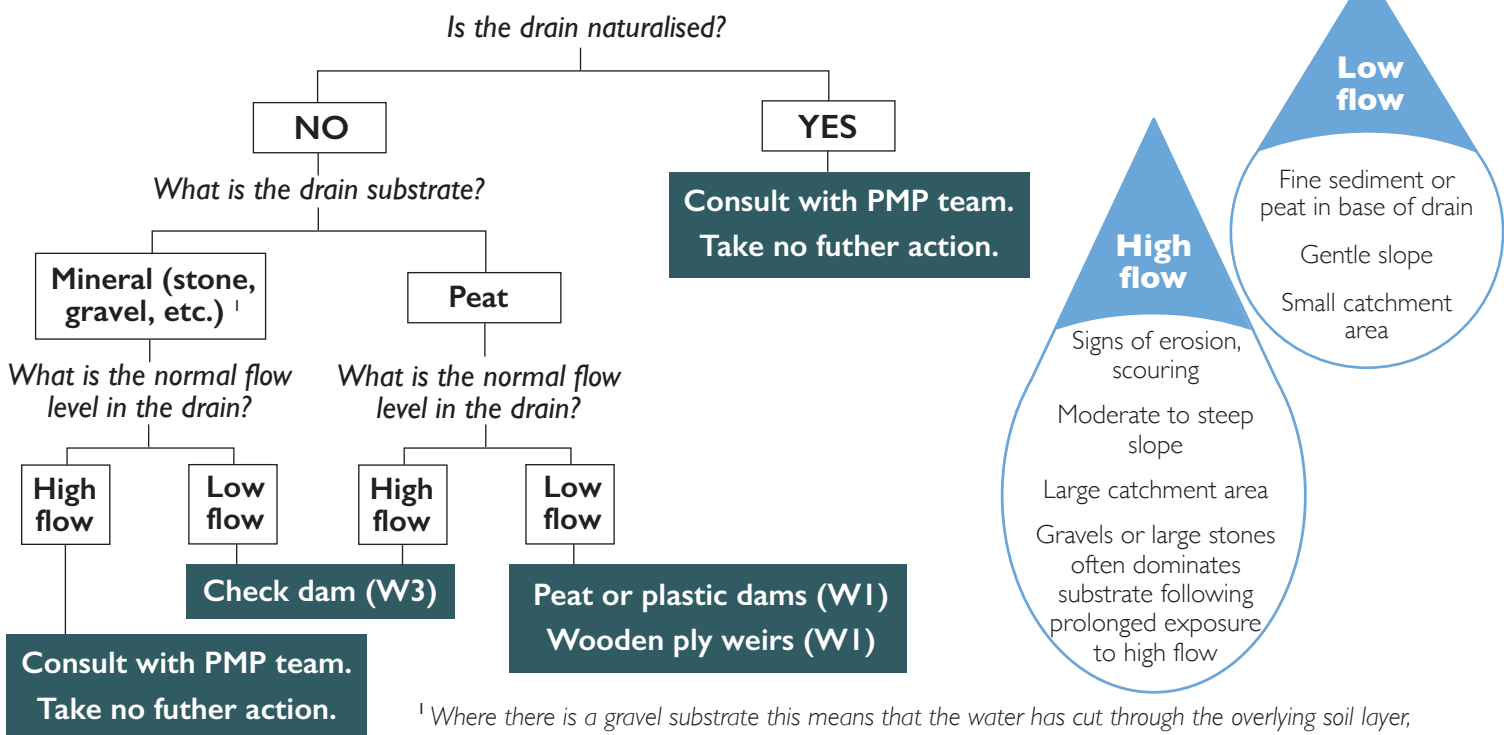 Is the drain naturalised?
NO
YES
What is the drain substrate?
Consult with PMP team.
Take no futher action.
Mineral (stone,
gravel, etc.) 1
Peat
What is the normal flow
level in the drain?
What is the normal flow
level in the drain?
High
flow
Low
flow
High
flow
Low
flow
Check dam (W3)
Peat or plastic dams (W1)
Wooden ply weirs (W1)
Consult with PMP team.
Take no futher action.
1 Where there is a gravel substrate this means that the water has cut through the overlying soil layer,
High
flow
Signs of erosion,
scouring
Moderate to steep
slope
Large catchment area
Gravels or large stones
often dominates
substrate following
prolonged exposure
to high flow
Low
flow
Fine sediment or
peat in base of drain
Gentle slope
Small catchment
area